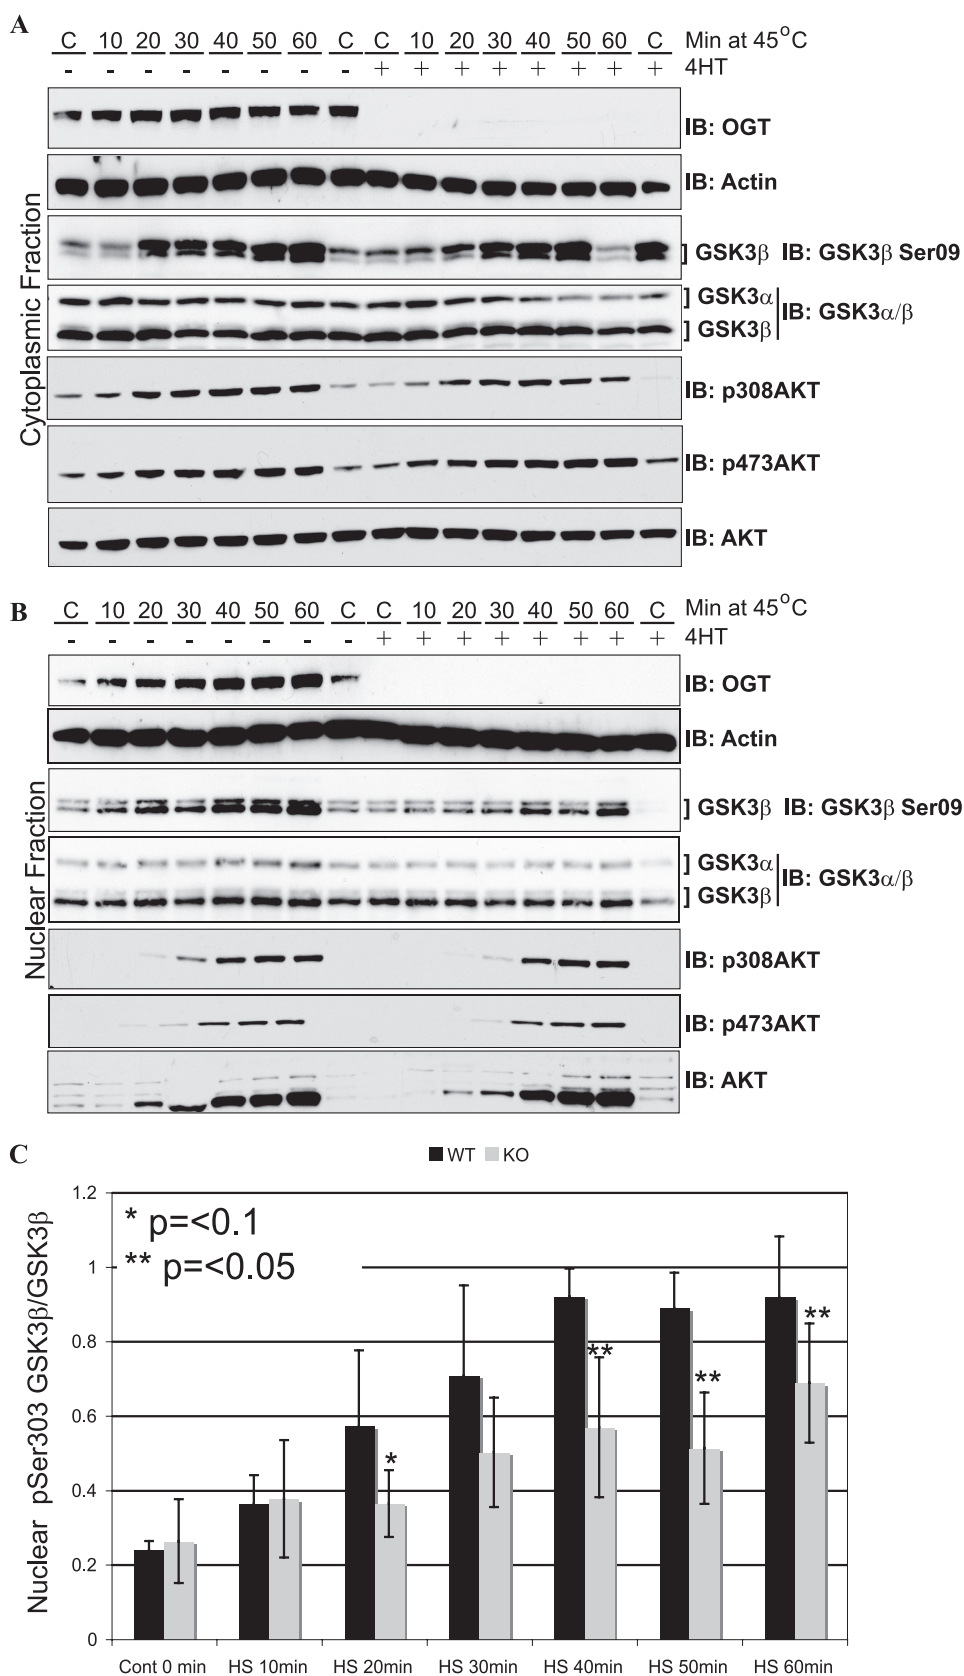 A
C 10 20 30 40 50 60 C C 10 20 30 40 50 60 C Min at 45°C
- - - - - - - - + + + + + + + + 4HT
IB: OGT
IB: Actin
] GSK3β IB: GSK3β Ser09
] GSK3α
IB: GSK3α/β
] GSK3β
IB: p308AKT
IB: p473AKT
IB: AKT
Cytoplasmic Fraction
B
C 10 20 30 40 50 60 C C 10 20 30 40 50 60 C Min at 45°C
- - - - - - - - + + + + + + + + 4HT
IB: OGT
IB: Actin
] GSK3β IB: GSK3β Ser09
] GSK3α
IB: GSK3α/β
] GSK3β
IB: p308AKT
IB: p473AKT
IB: AKT
Nuclear Fraction
C
WT KO
* p=<0.1
** p=<0.05
Nuclear pSer303 GSK3β/GSK3β
1.2
1
0.8
0.6
0.4
0.2
0
*
**
**
**
Cont 0 min HS 10min HS 20min HS 30min HS 40min HS 50min HS 60min